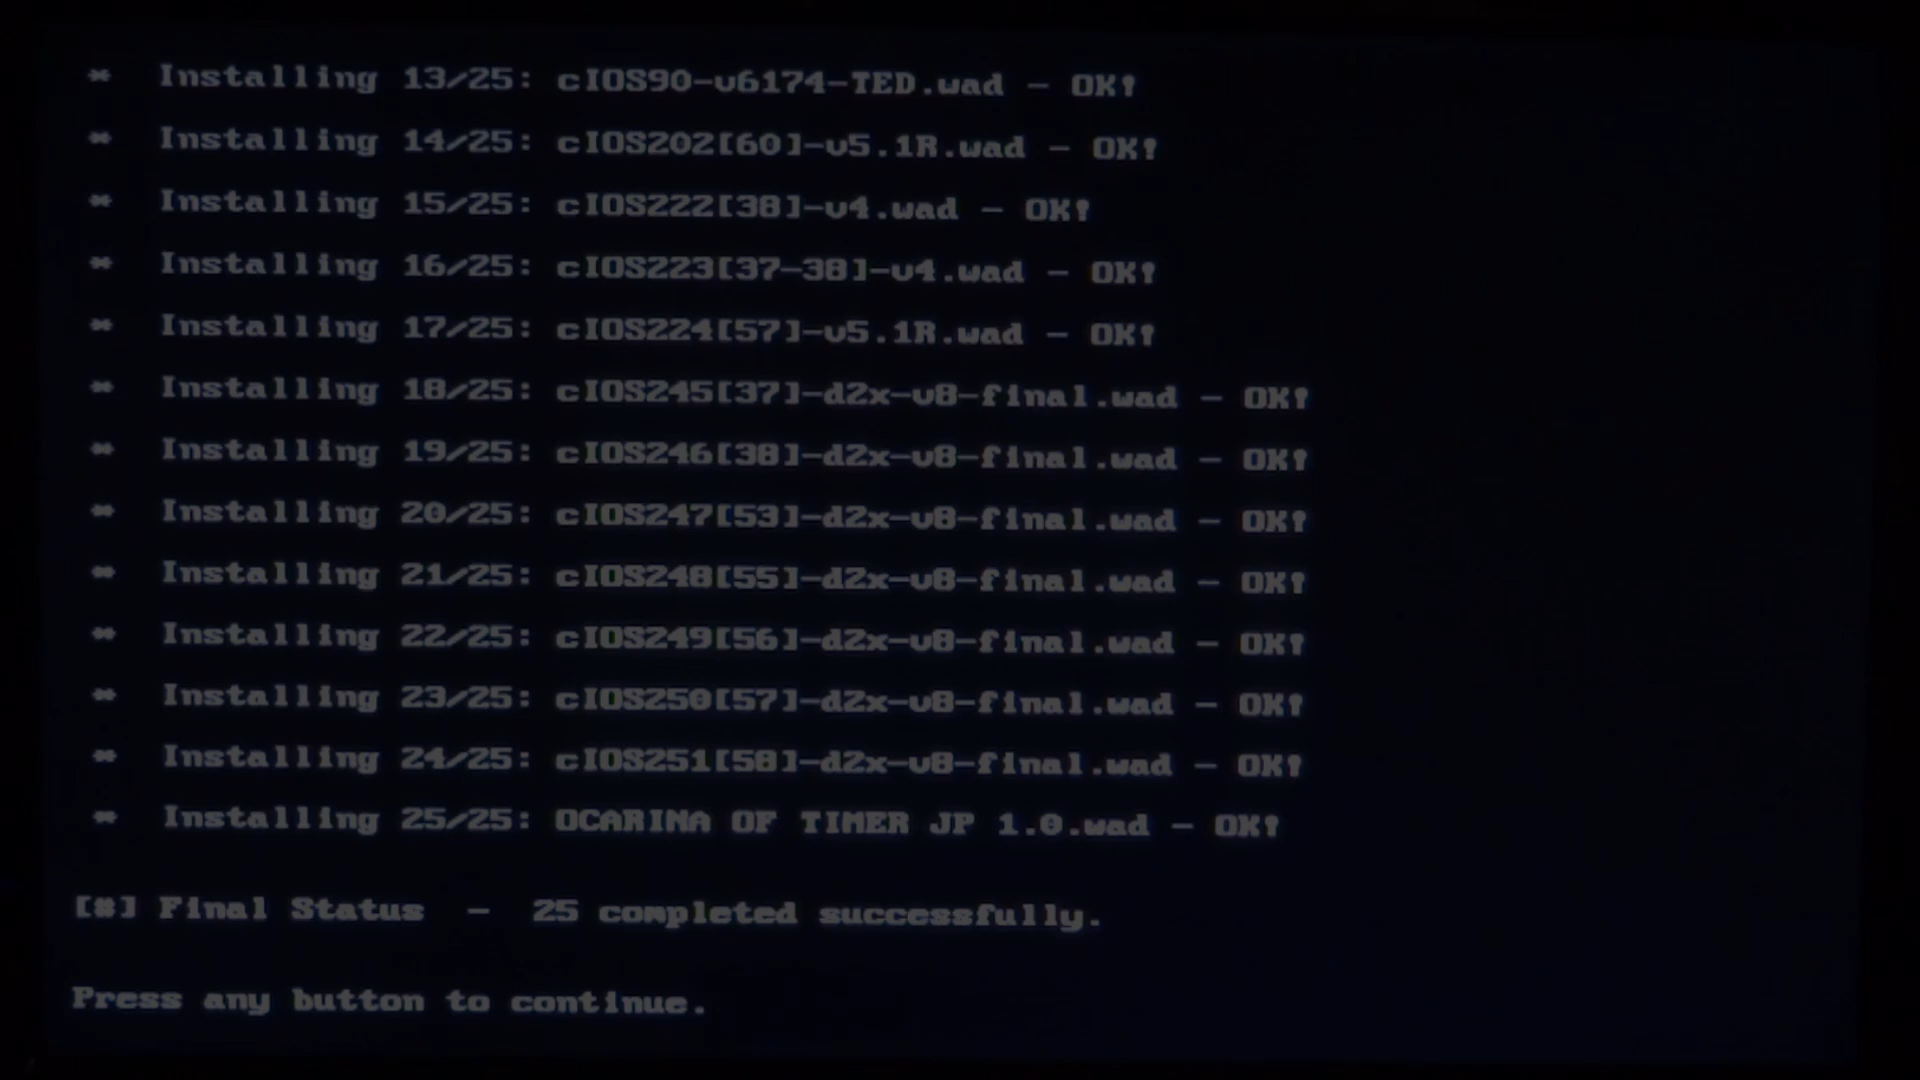 * Installing 13/25: cIOS90-v6174-TED.wad - OK!
* Installing 14/25: cIOS202[60]-v5.1R.wad - OK!
* Installing 15/25: cIOS222[38]-v4.wad - OK!
* Installing 16/25: cIOS223[37-38]-v4.wad - OK!
* Installing 17/25: cIOS224[57]-v5.1R.wad - OK!
* Installing 18/25: cIOS245[37]-d2x-v8-final.wad - OK!
* Installing 19/25: cIOS246[38]-d2x-v8-final.wad - OK!
* Installing 20/25: cIOS247[53]-d2x-v8-final.wad - OK!
* Installing 21/25: cIOS248[55]-d2x-v8-final.wad - OK!
* Installing 22/25: cIOS249[56]-d2x-v8-final.wad - OK!
* Installing 23/25: cIOS250[57]-d2x-v8-final.wad - OK!
* Installing 24/25: cIOS251[58]-d2x-v8-final.wad - OK!
* Installing 25/25: OCARINA OF TIMER JP 1.0.wad - OK!
[#] Final Status - 25 completed successfully.
Press any button to continue.